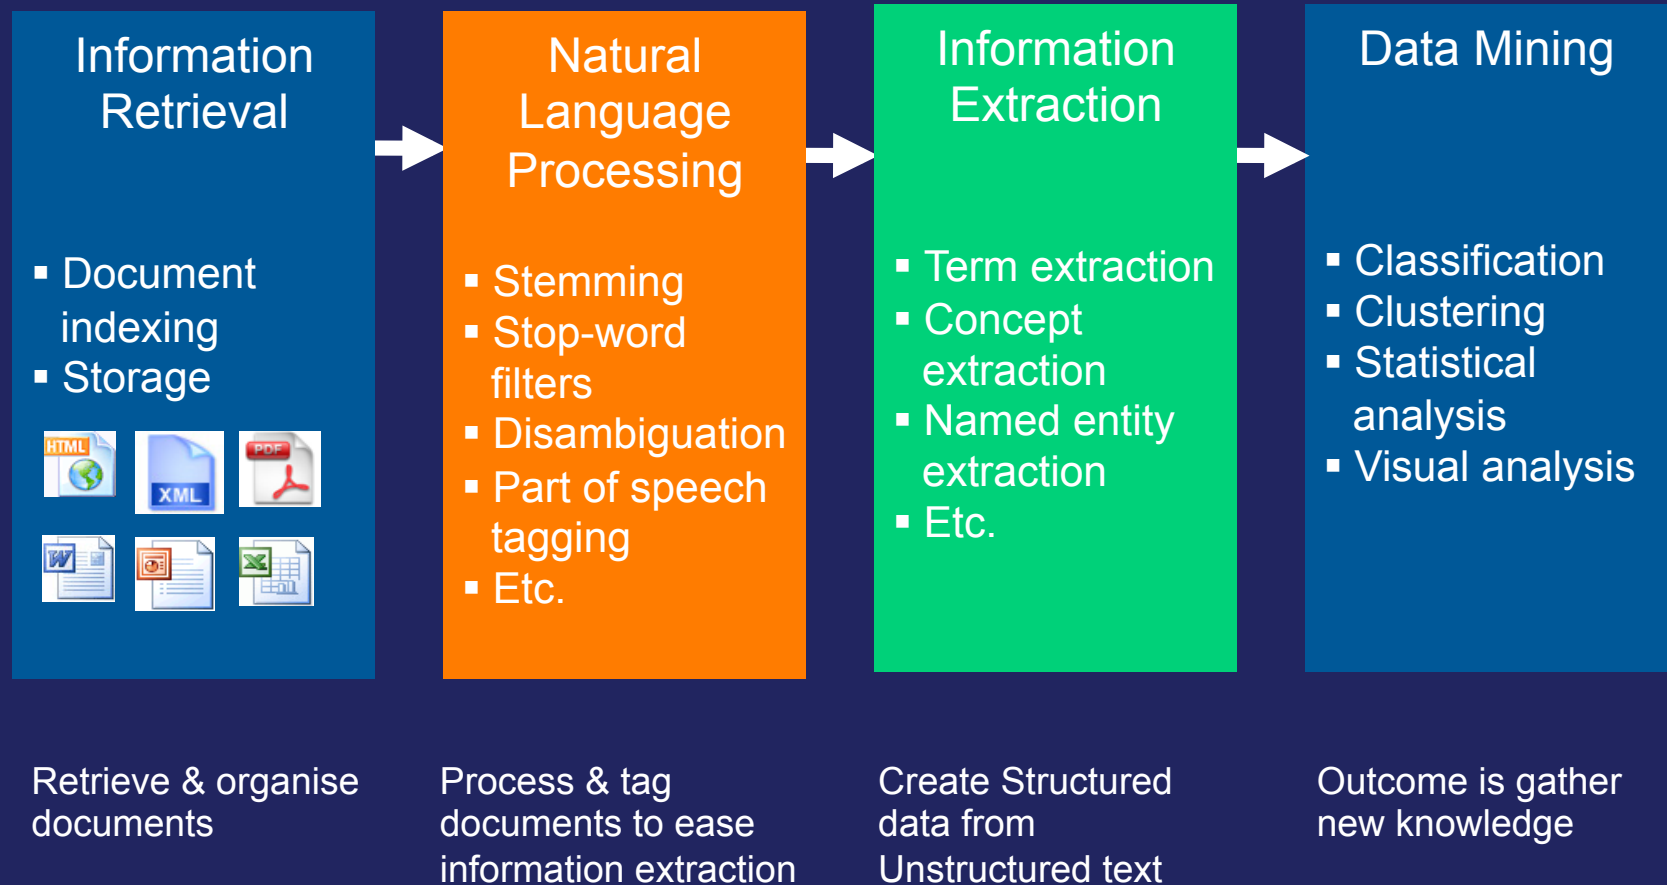 Information
Retrieval
▪ Document
indexing
▪ Storage
HTML
XML
PDF
W
X
Natural
Language
Processing
▪ Stemming
▪ Stop-word
filters
▪ Disambiguation
▪ Part of speech
tagging
▪ Etc.
Information
Extraction
▪ Term extraction
▪ Concept
extraction
▪ Named entity
extraction
▪ Etc.
Data Mining
▪ Classification
▪ Clustering
▪ Statistical
analysis
▪ Visual analysis
Retrieve & organise
documents
Process & tag
documents to ease
information extraction
Create Structured
data from
Unstructured text
Outcome is gather
new knowledge